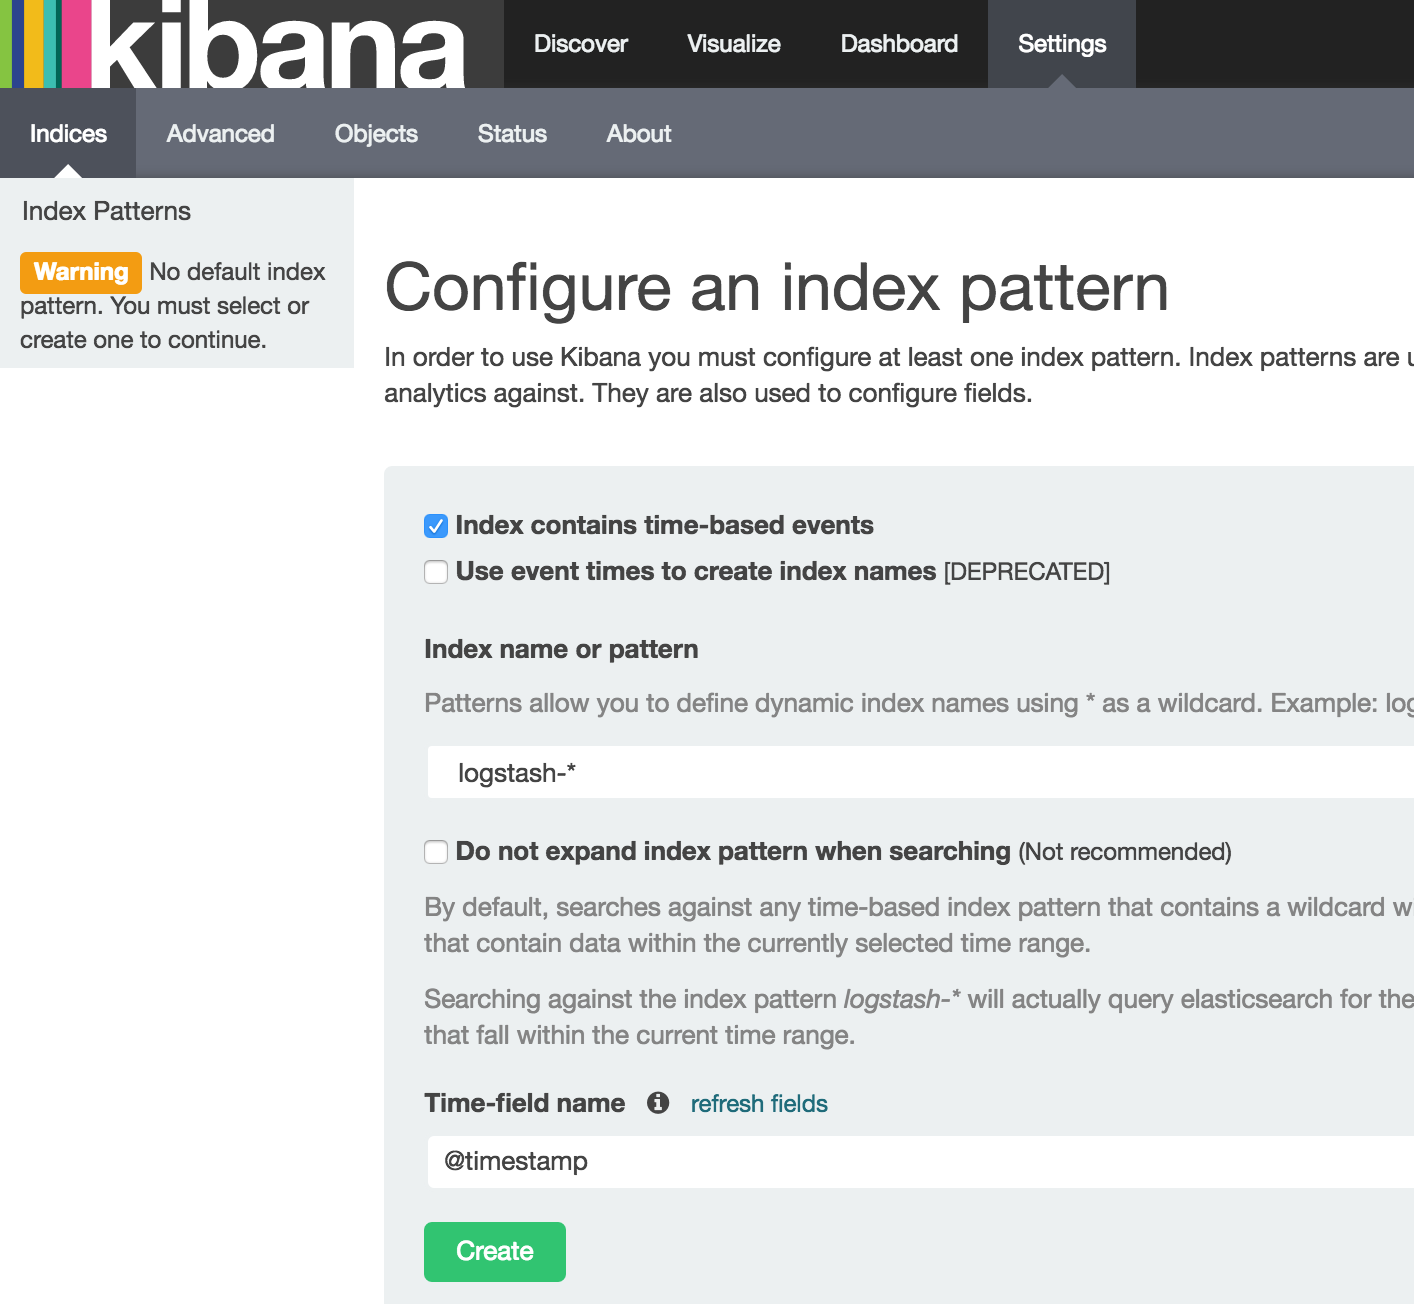 kibana
Discover Visualize Dashboard Settings
Indices Advanced Objects Status About
Index Patterns
Warning No default index
pattern. You must select or
create one to continue.
Configure an index pattern
In order to use Kibana you must configure at least one index pattern. Index patterns are
analytics against. They are also used to configure fields.
Index contains time-based events
Use event times to create index names [DEPRECATED]
Index name or pattern
Patterns allow you to define dynamic index names using * as a wildcard. Example:
logstash-*
Do not expand index pattern when searching (Not recommended)
By default, searches against any time-based index pattern that contains a wildcard
that contain data within the currently selected time range.
Searching against the index pattern logstash-* will actually query elasticsearch for the
that fall within the current time range.
Time-field name refresh fields
@timestamp
Create